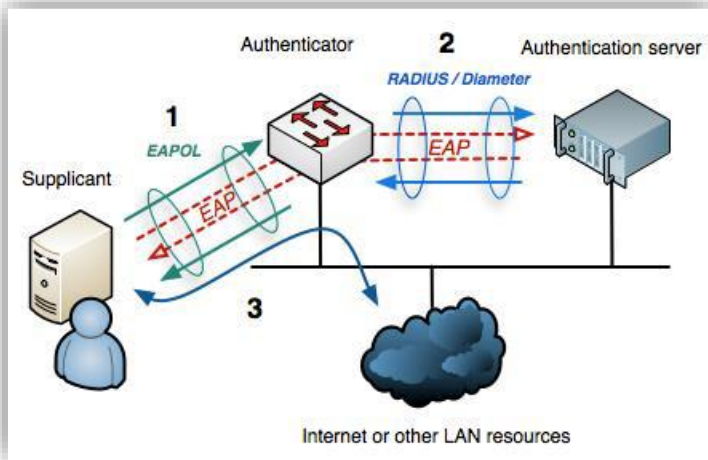 Authenticator
2
Authentication server
RADIUS / Diameter
1
EAPOL
EAP
Supplicant
EAP
3
Internet or other LAN resources